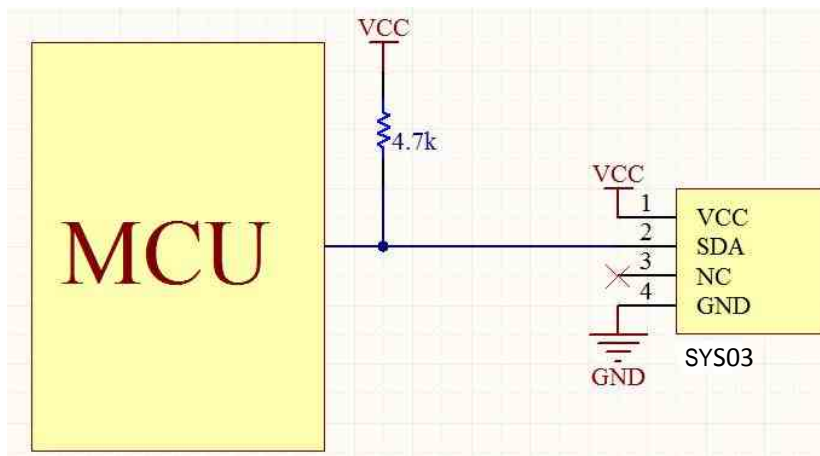 VCC
4.7k
MCU
VCC
1 VCC
2 SDA
3 NC
4 GND
SYS03
GND